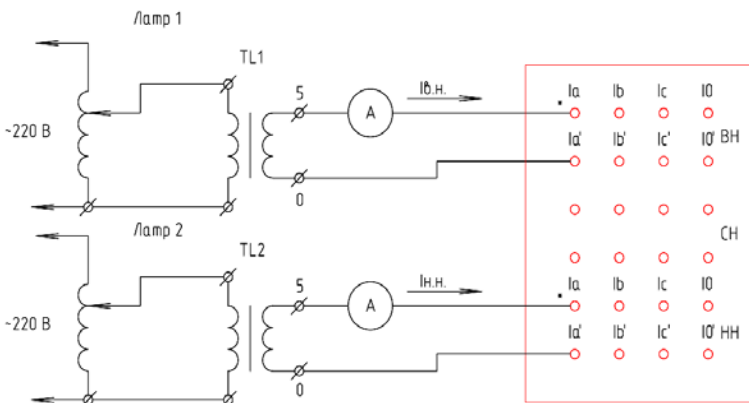 Латр 1
TL1
~220 В
5
А
Iв.н.
0
Ia Ib Ic I0
Ia' Ib' Ic' I0' ВН
СН
Латр 2
TL2
~220 В
5
А
Iн.н.
0
Ia Ib Ic I0
Ia' Ib' Ic' I0' НН